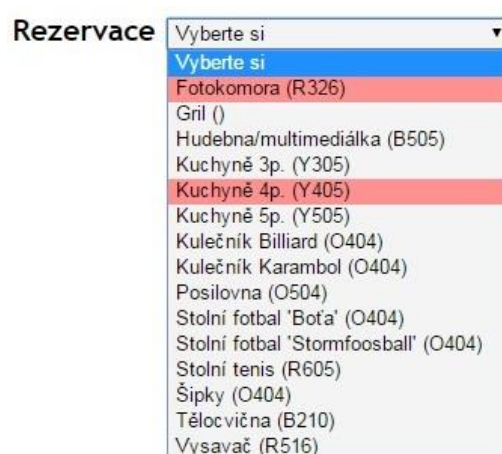 Rezervace Vyberte si
Vyberte si
Fotokomora (R326)
Gril ()
Hudebna/multimediálka (B505)
Kuchyně 3p. (Y305)
Kuchyně 4p. (Y405)
Kuchyně 5p. (Y505)
Kulečník Billiard (O404)
Kulečník Karambol (O404)
Posilovna (O504)
Stolní fotbal 'Boťa' (O404)
Stolní fotbal 'Stormfoosball' (O404)
Stolní tenis (R605)
Šipky (O404)
Tělocvična (B210)
Vysavač (R516)